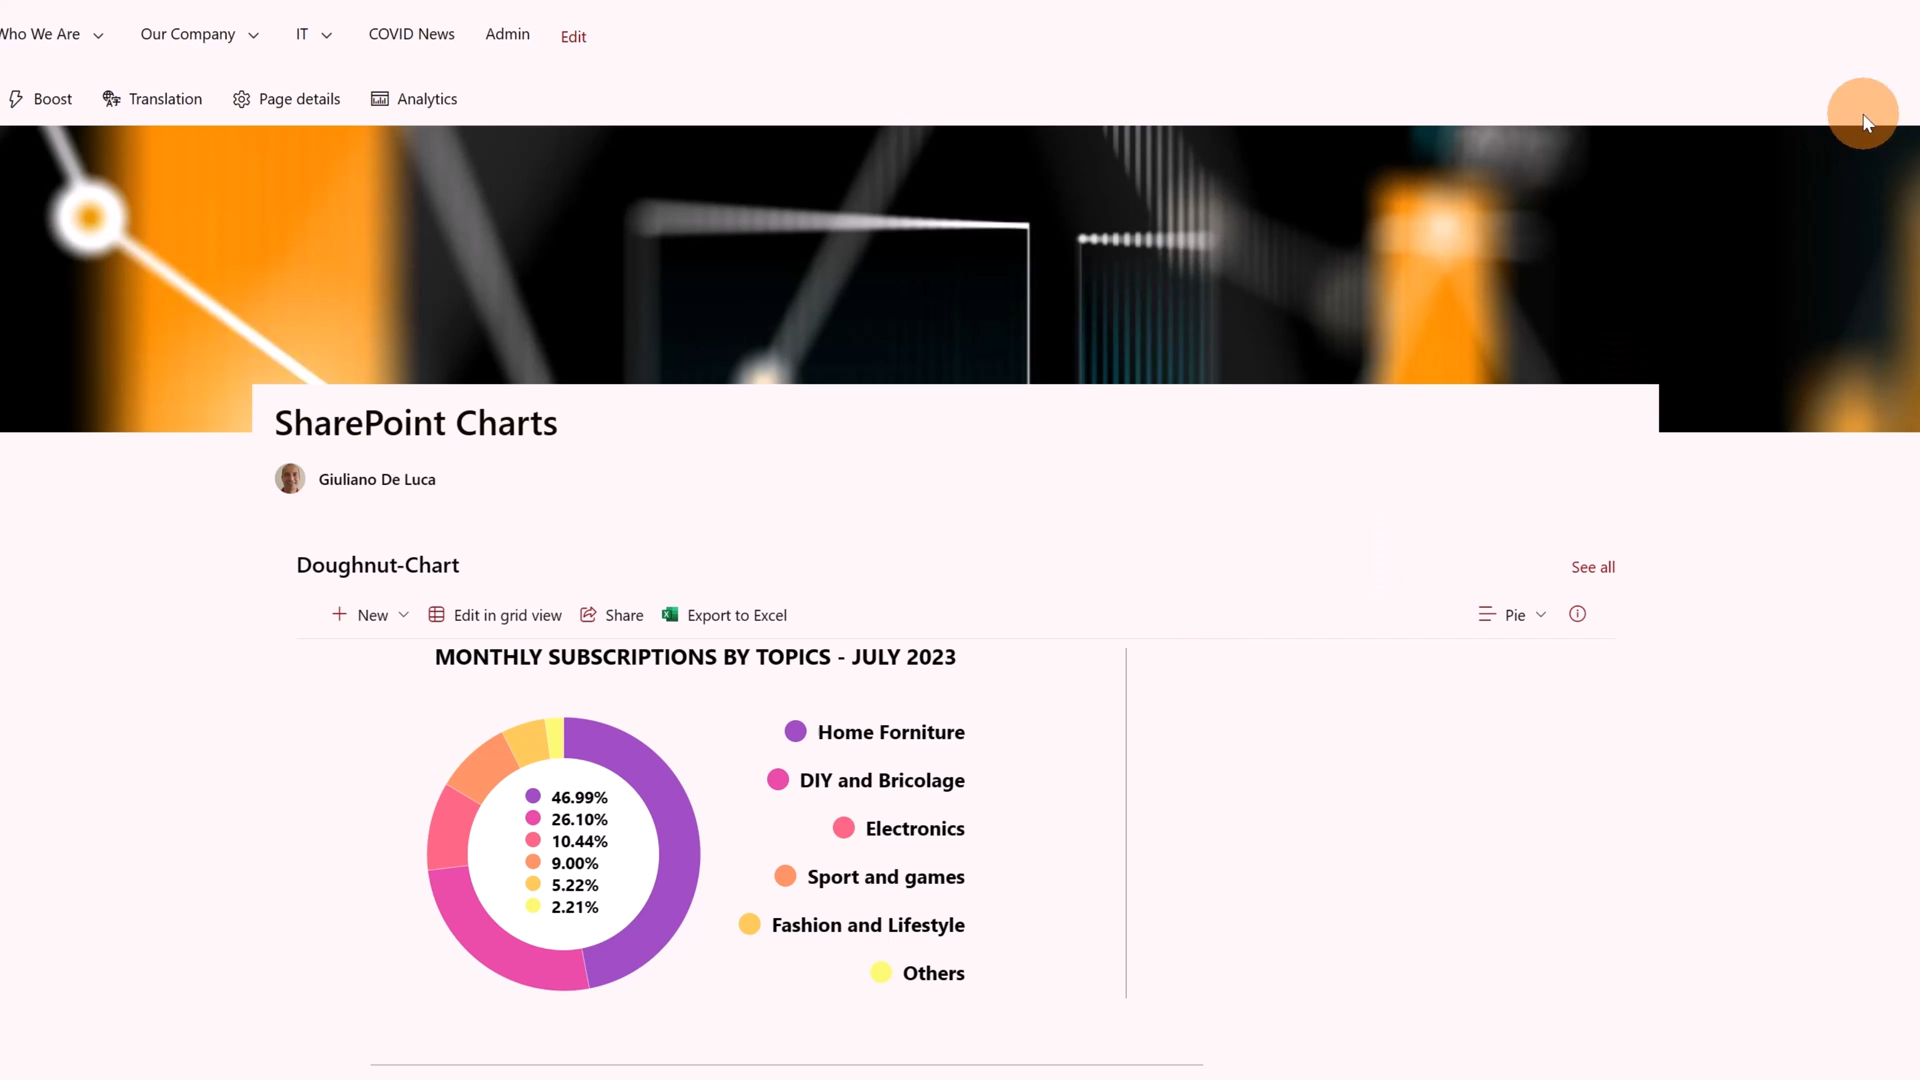 Who We Are Our Company IT COVID News Admin Edit
Boost Translation Page details Analytics
SharePoint Charts
Giuliano De Luca
Doughnut-Chart See all
New Edit in grid view Share Export to Excel Pie
MONTHLY SUBSCRIPTIONS BY TOPICS - JULY 2023
46.99%
26.10%
10.44%
9.00%
5.22%
2.21%
Home Forniture
DIY and Bricolage
Electronics
Sport and games
Fashion and Lifestyle
Others